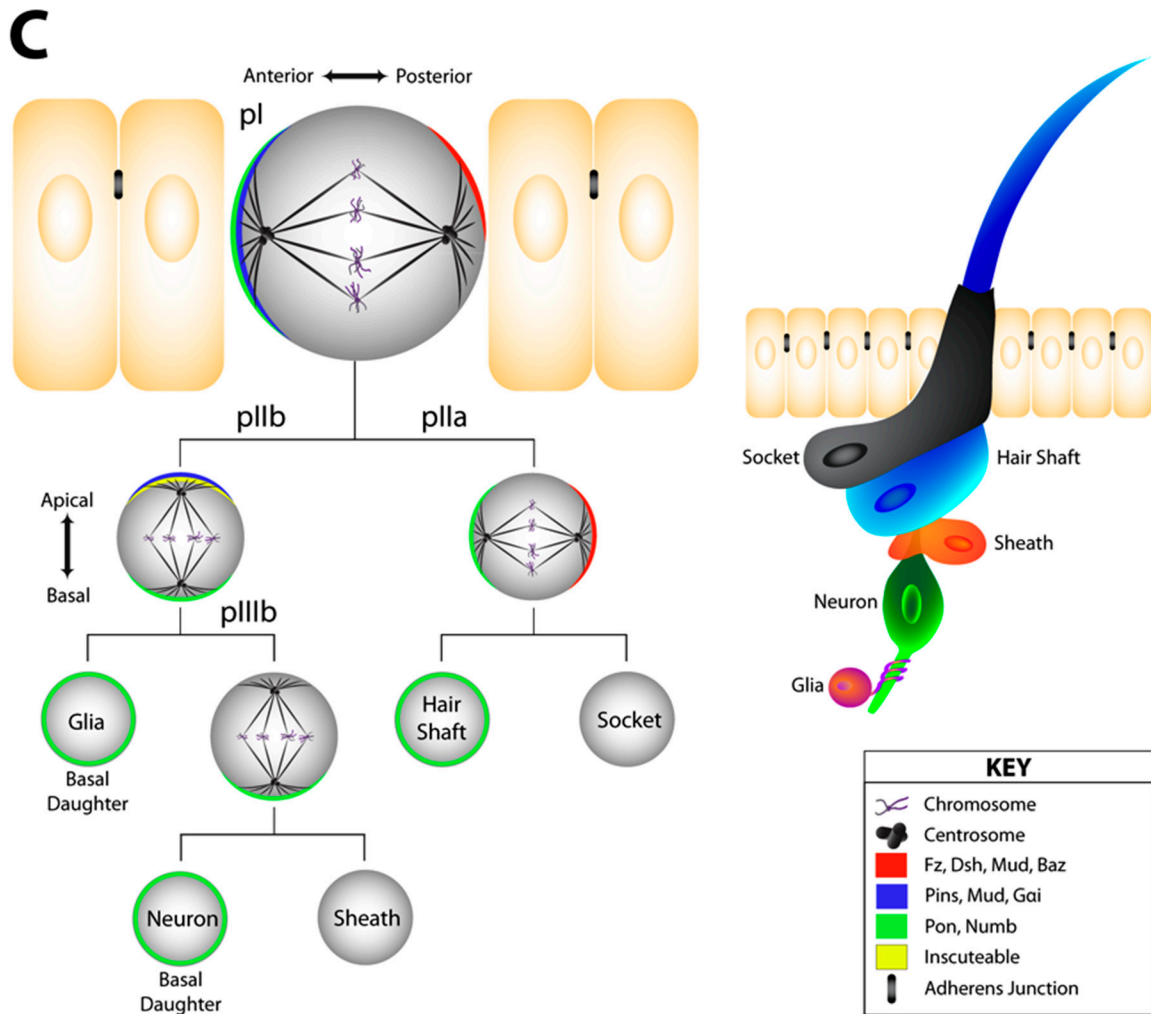 C
Anterior Posterior
pI
pIIb pIIa
Apical
Basal
pIIIb
Glia
Basal
Daughter
Hair
Shaft
Socket
Neuron
Basal
Daughter
Sheath
Socket
Hair Shaft
Sheath
Neuron
Glia
KEY
Chromosome
Centrosome
Fz, Dsh, Mud, Baz
Pins, Mud, Gαi
Pon, Numb
Inscuteable
Adherens Junction